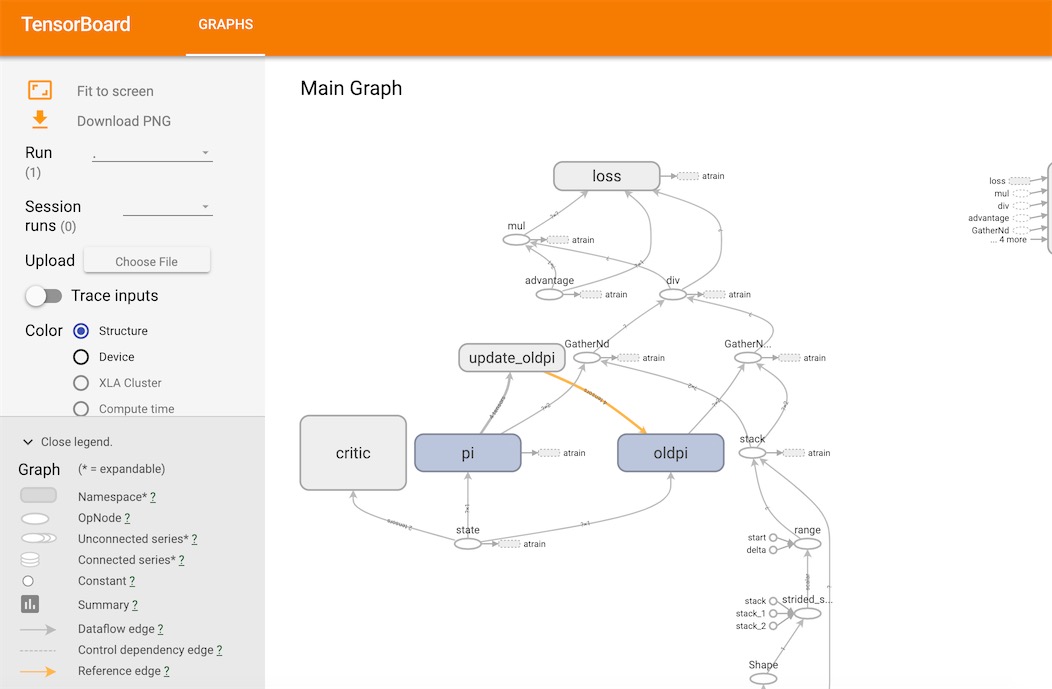 TensorBoard GRAPHS
Fit to screen
Download PNG
Run
(1)
.
Session
runs (0)
Upload Choose File
Trace inputs
Color Structure
Device
XLA Cluster
Compute time
Close legend.
Graph (* = expandable)
Namespace* ?
OpNode ?
Unconnected series* ?
Connected series* ?
Constant ?
Summary ?
Dataflow edge ?
Control dependency edge ?
Reference edge ?
Main Graph
loss atrain
mul
atrain
advantage
atrain
div
atrain
update_oldpi
GatherNd
atrain
GatherN...
atrain
critic
pi atrain
oldpi
stack
atrain
state
atrain
range
start
delta
scalar
strided_s...
stack
stack_1
stack_2
Shape
loss
mul
div
advantage
GatherNd
... 4 more